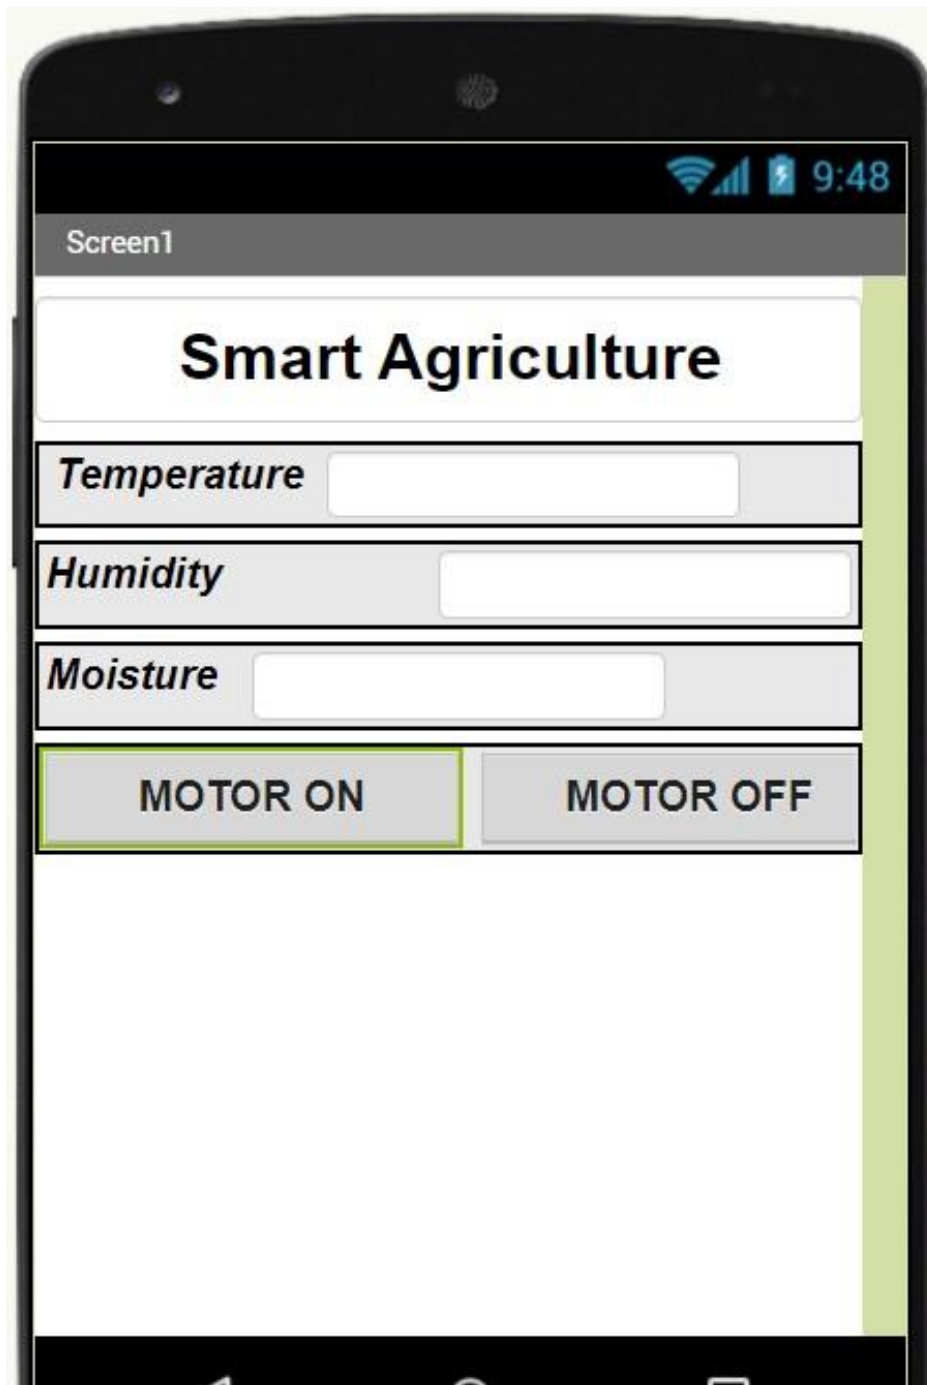 9:48
Screen1
Smart Agriculture
Temperature
Humidity
Moisture
MOTOR ON MOTOR OFF